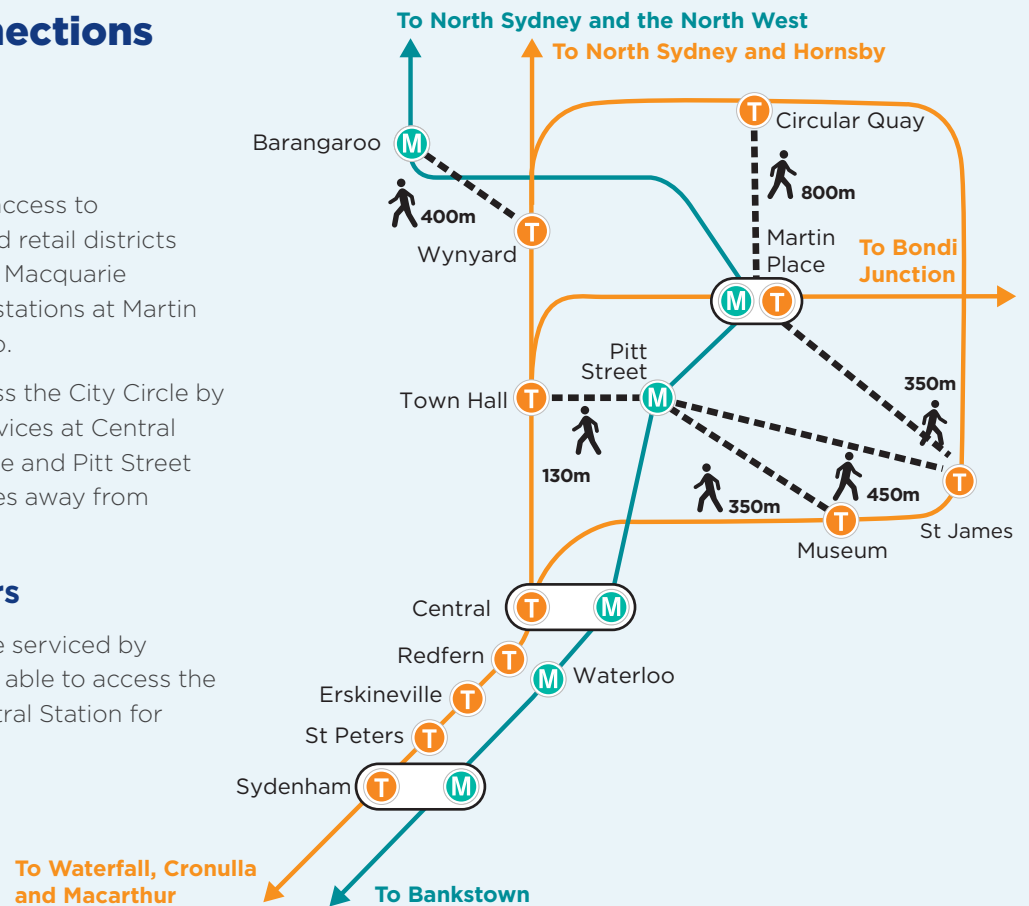 nections
access to
d retail districts
Macquarie
stations at Martin
o.
ss the City Circle by
vices at Central
e and Pitt Street
es away from
rs
e serviced by
able to access the
tral Station for
To North Sydney and the North West
To North Sydney and Hornsby
T
Circular Quay
Barangaroo
M
800m
400m
T
Wynyard
Martin
Place
To Bondi
Junction
M T
Pitt
Street
350m
Town Hall
T
M
130m
350m
450m
T
St James
T
Museum
Central
T M
Redfern
T
M
Waterloo
Erskineville
T
St Peters
T
Sydenham
T M
To Waterfall, Cronulla
and Macarthur
To Bankstown